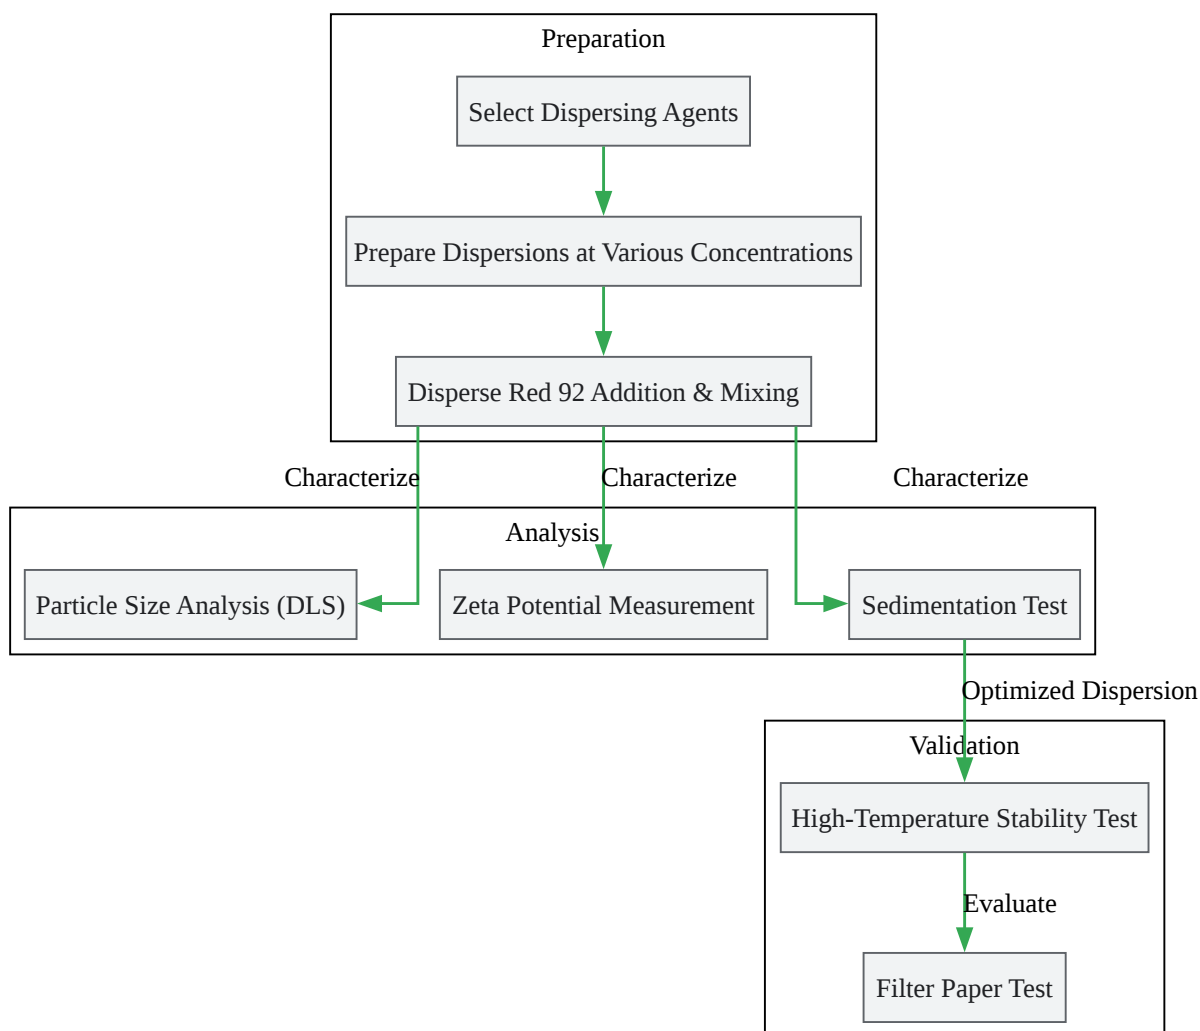 Preparation
Select Dispersing Agents
Prepare Dispersions at Various Concentrations
Disperse Red 92 Addition & Mixing
Characterize
Characterize
Characterize
Analysis
Particle Size Analysis (DLS)
Zeta Potential Measurement
Sedimentation Test
Optimized Dispersion
Validation
High-Temperature Stability Test
Evaluate
Filter Paper Test